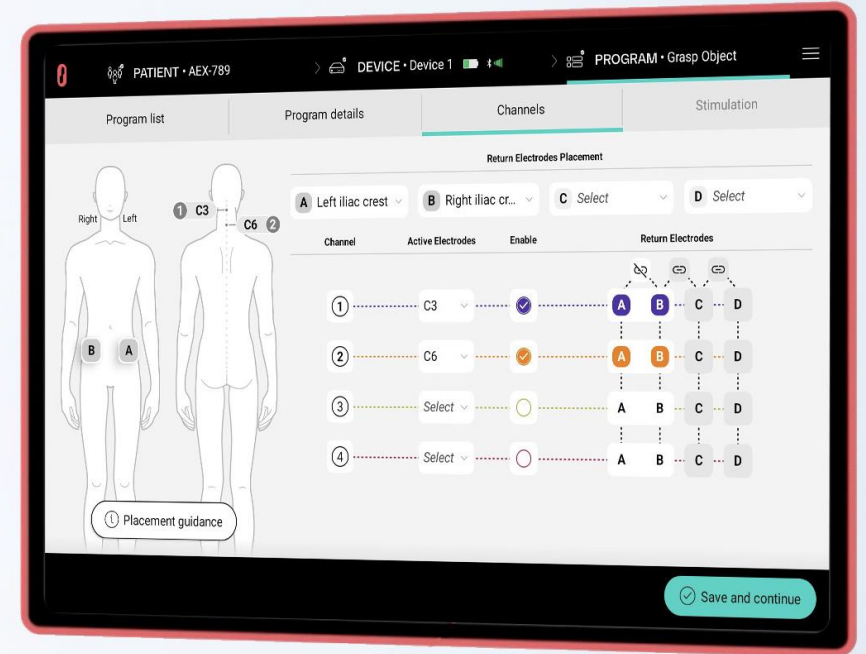 PATIENT • AEX-789
DEVICE • Device 1
PROGRAM • Grasp Object
Program list
Program details
Channels
Stimulation
Return Electrodes Placement
A Left iliac crest
B Right iliac cr...
C Select
D Select
Right
Left
1 C3
C6 2
B
A
Channel
Active Electrodes
Enable
Return Electrodes
1 C3 A B C D
2 C6 A B C D
3 Select A B C D
4 Select A B C D
i Placement guidance
Save and continue